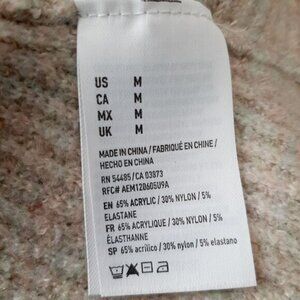 US M
CA M
MX M
UK M
MADE IN CHINA / FABRIQUÉ EN CHINE /
HECHO EN CHINA
RN 54485/CA 03873
RFC# AEM120605U9A
EN 65% ACRYLIC / 30% NYLON / 5%
ELASTANE
FR 65% ACRYLIQUE / 30% NYLON / 5%
ÉLASTHANNE
SP 65% acrílico / 30% nylon / 5% elastano